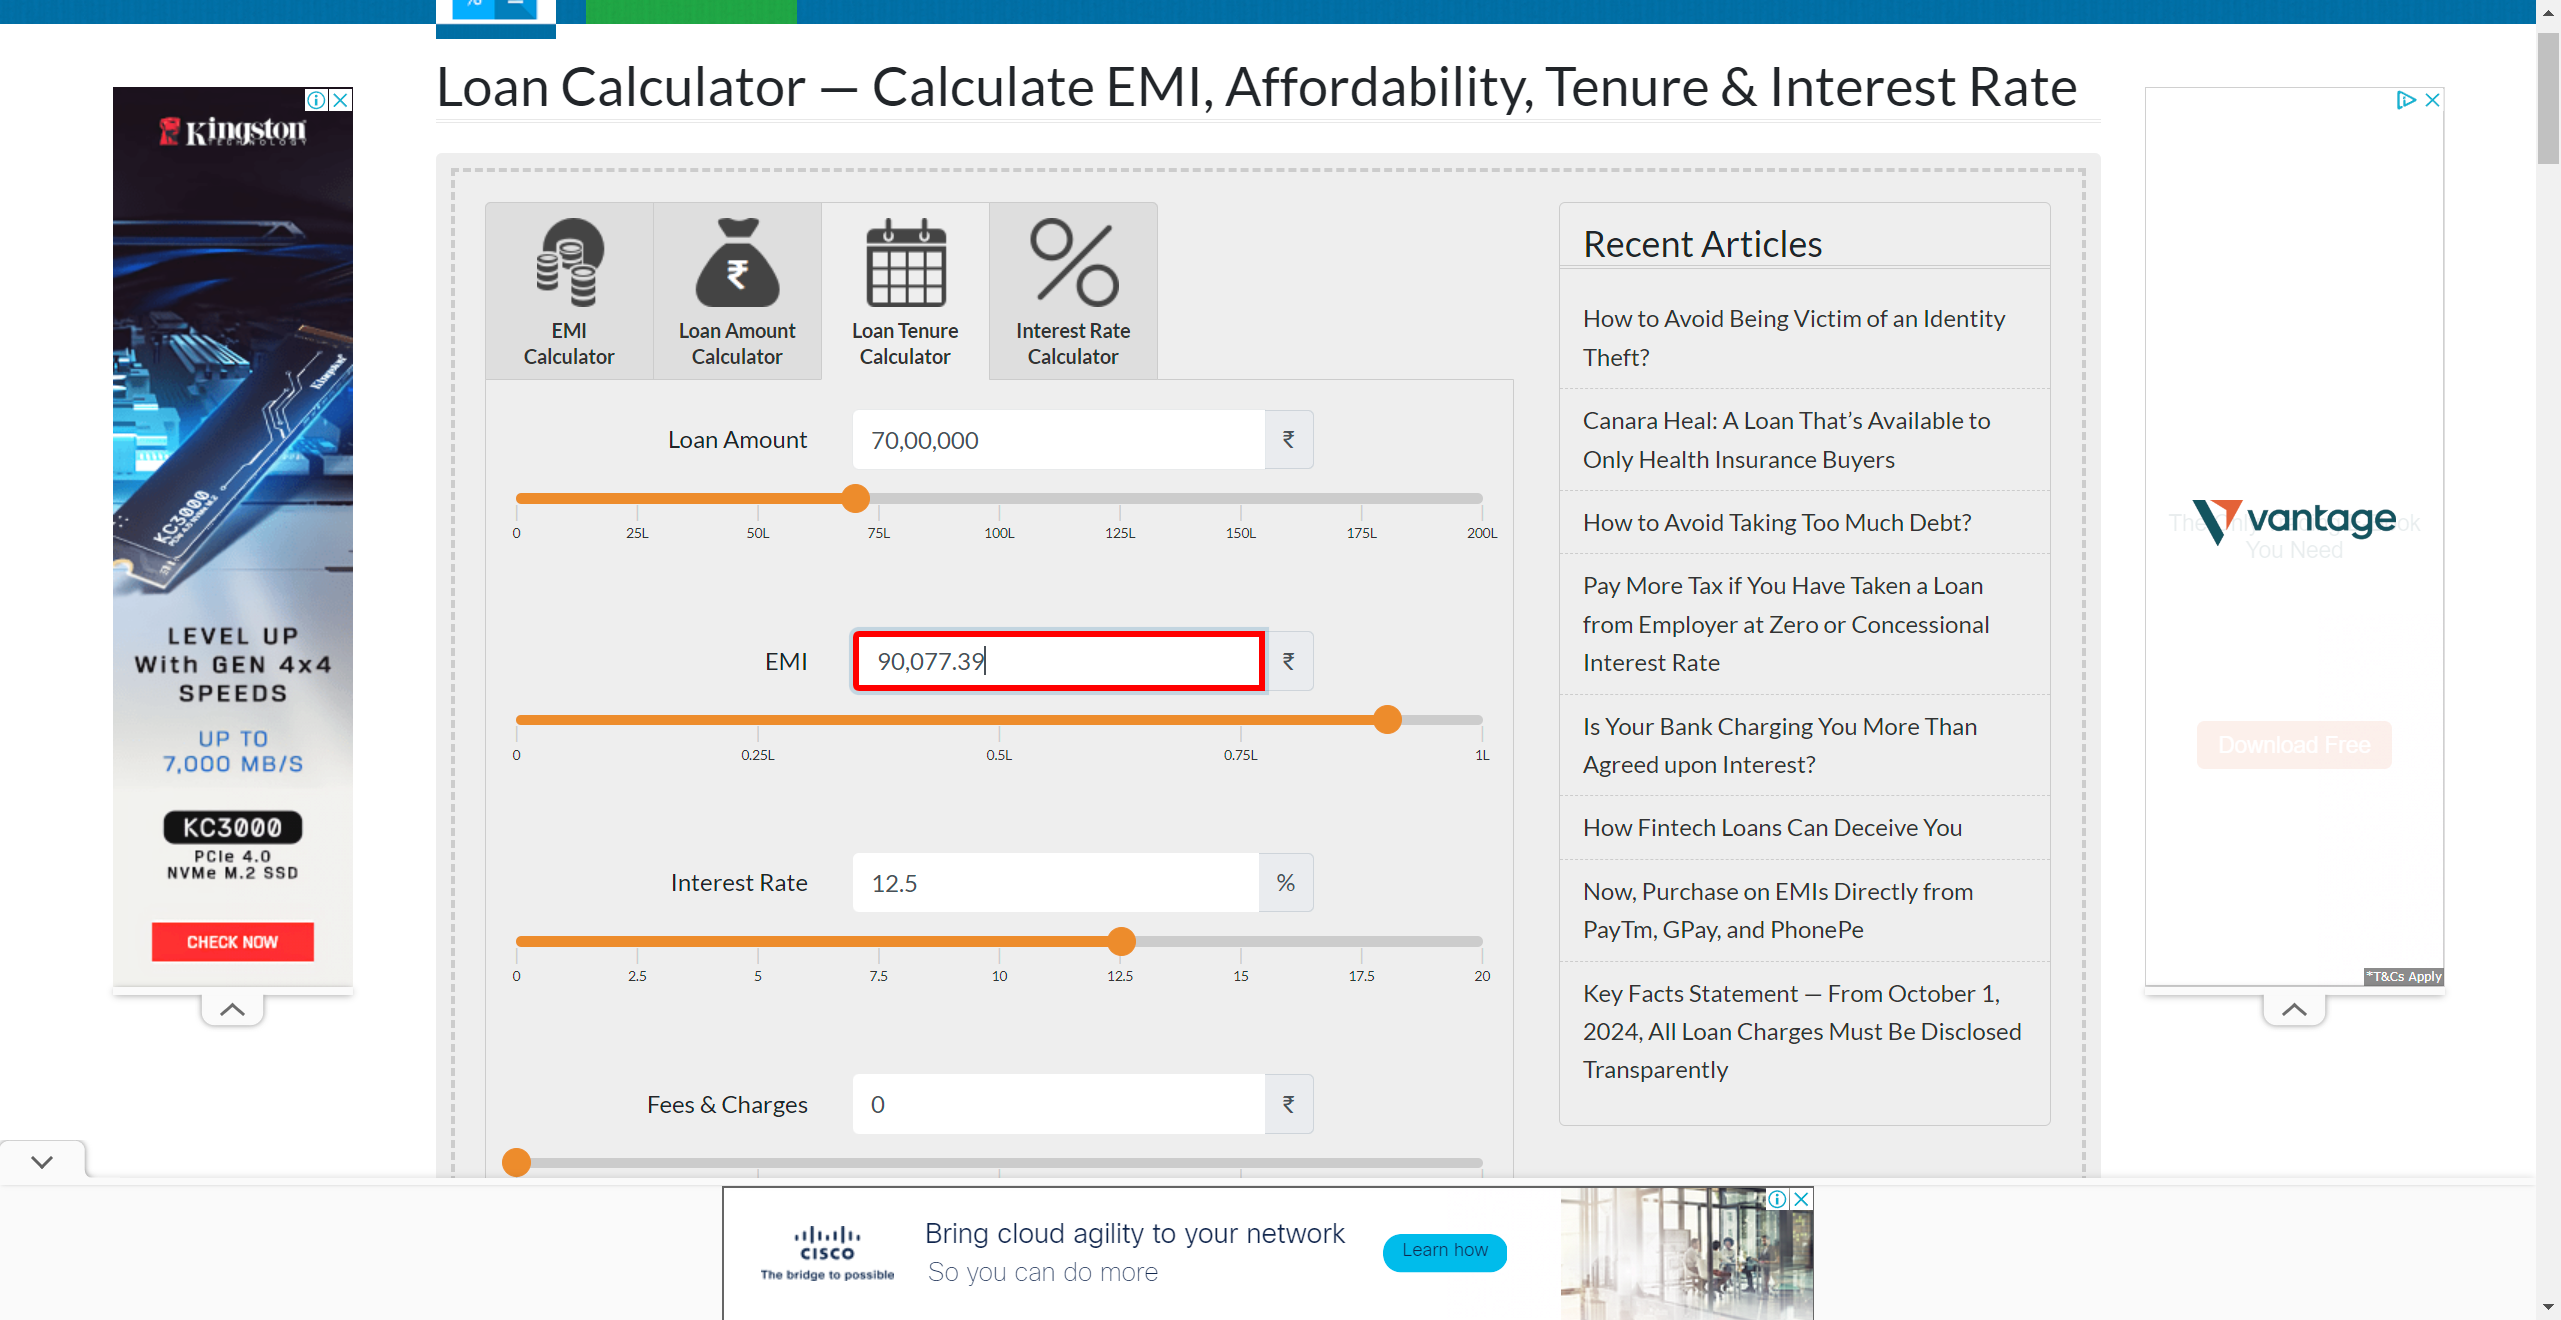 Loan Calculator — Calculate EMI, Affordability, Tenure & Interest Rate
Kingston
TECHNOLOGY
KC3000
LEVEL UP
With GEN 4x4
SPEEDS
UP TO
7,000 MB/S
KC3000
PCIe 4.0
NVMe M.2 SSD
CHECK NOW
EMI
Calculator
Loan Amount
Calculator
Loan Tenure
Calculator
Interest Rate
Calculator
Loan Amount
70,00,000
₹
0 25L 50L 75L 100L 125L 150L 175L 200L
EMI
90,077.39
₹
0 0.25L 0.5L 0.75L 1L
Interest Rate
12.5
%
0 2.5 5 7.5 10 12.5 15 17.5 20
Fees & Charges
0
₹
Recent Articles
How to Avoid Being Victim of an Identity
Theft?
Canara Heal: A Loan That’s Available to
Only Health Insurance Buyers
How to Avoid Taking Too Much Debt?
Pay More Tax if You Have Taken a Loan
from Employer at Zero or Concessional
Interest Rate
Is Your Bank Charging You More Than
Agreed upon Interest?
How Fintech Loans Can Deceive You
Now, Purchase on EMIs Directly from
PayTm, GPay, and PhonePe
Key Facts Statement — From October 1,
2024, All Loan Charges Must Be Disclosed
Transparently
vantage
You Need
Download Free
*T&Cs Apply
CISCO
The bridge to possible
Bring cloud agility to your network
So you can do more
Learn how